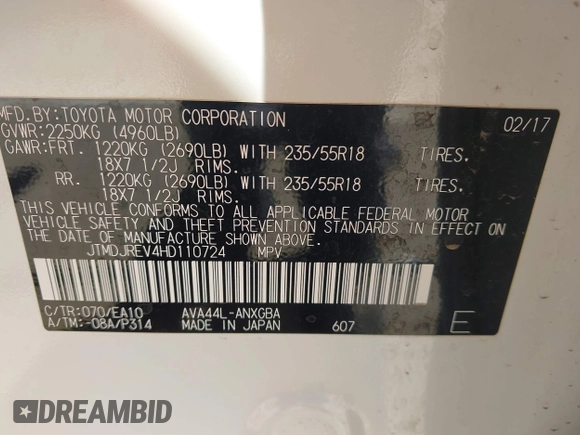 MFD.BY:TOYOTA MOTOR CORPORATION 02/17
GVWR:2250KG (4960LB)
GAWR:FRT. 1220KG (2690LB) WITH 235/55R18 TIRES.
18X7 1/2J RIMS.
RR. 1220KG (2690LB) WITH 235/55R18 TIRES.
18X7 1/2J RIMS.
THIS VEHICLE CONFORMS TO ALL APPLICABLE FEDERAL MOTOR
VEHICLE SAFETY AND THEFT PREVENTION STANDARDS IN EFFECT
ON THE DATE OF MANUFACTURE SHOWN ABOVE.
JTMDJREV4HD110724 MPV
C/TR:070/EA10 AVA44L-ANXGBA
A/TM:-08A/P314 MADE IN JAPAN 607 E
DREAMBID